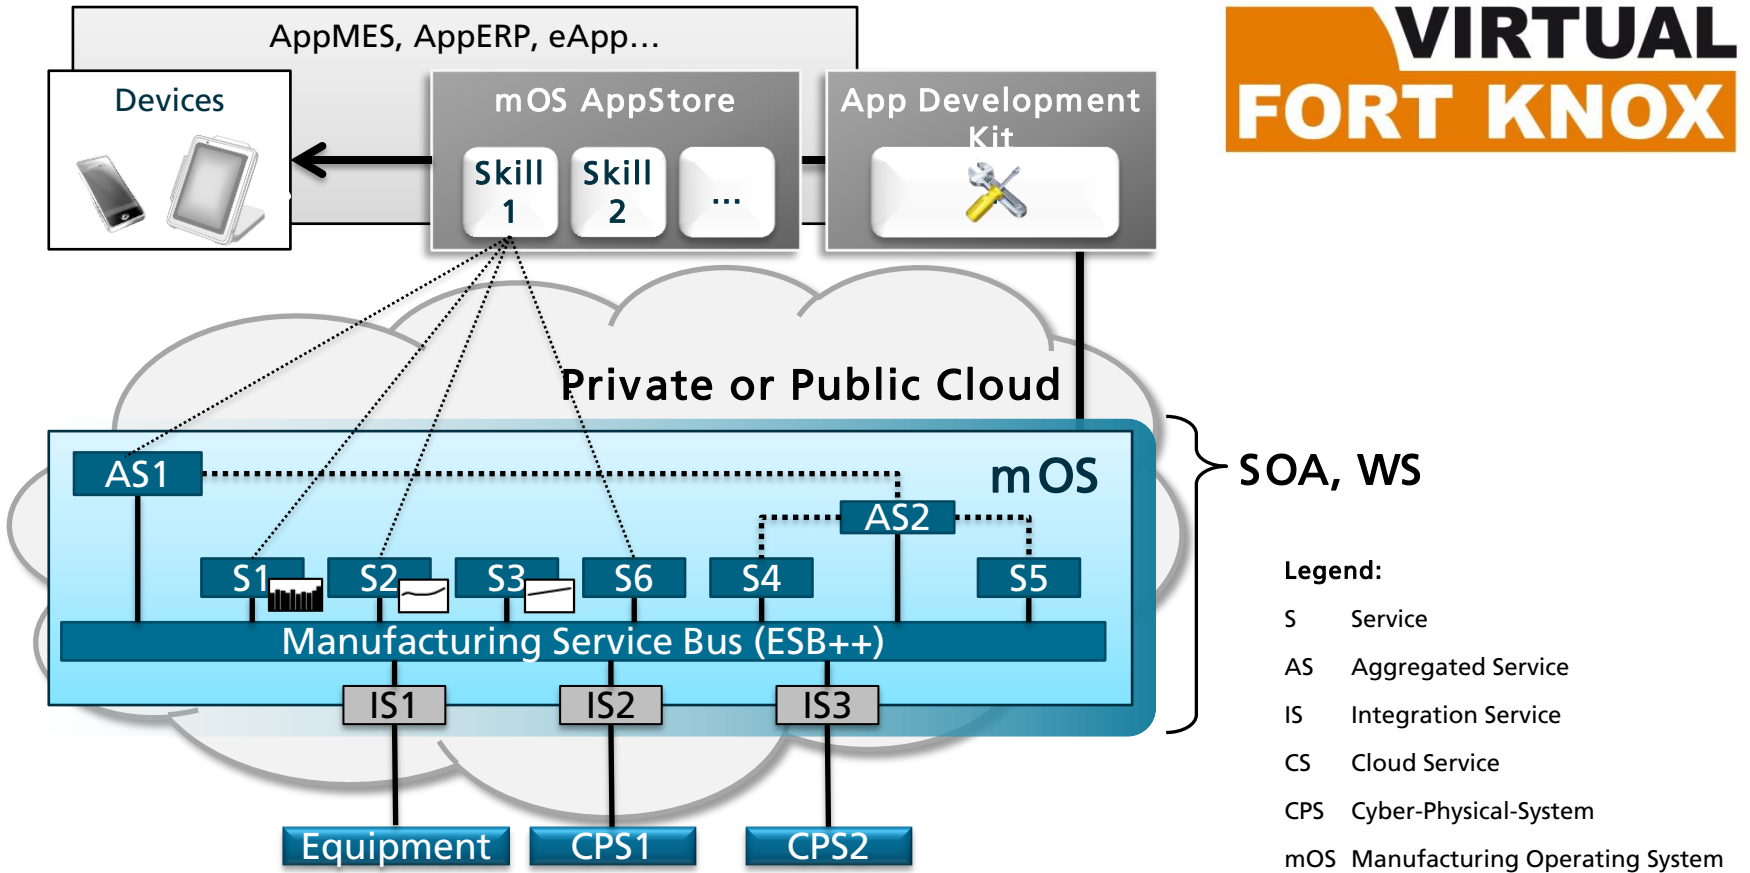 AppMES, AppERP, eApp...
VIRTUAL
FORT KNOX
Devices
mOS AppStore
App Development
Kit
Skill
1
Skill
2
...
Private or Public Cloud
mOS
SOA, WS
AS1
AS2
S1
S2
S3
S6
S4
S5
Manufacturing Service Bus (ESB++)
IS1
IS2
IS3
Equipment
CPS1
CPS2
Legend:
S Service
AS Aggregated Service
IS Integration Service
CS Cloud Service
CPS Cyber-Physical-System
mOS Manufacturing Operating System